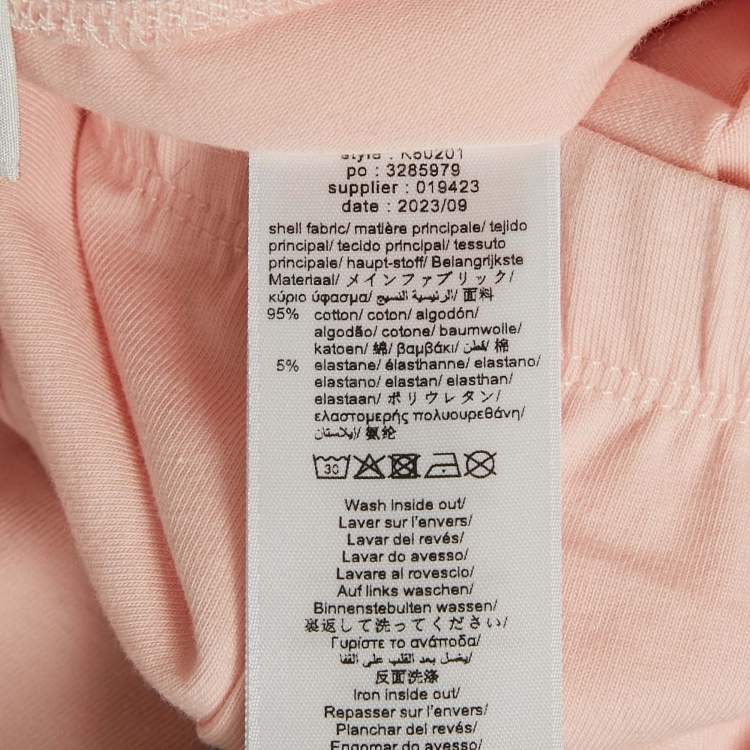 style : K60201
po : 3285979
supplier : 019423
date : 2023/09
shell fabric/ matière principale/ tejido
principal/ tecido principal/ tessuto
principale/ haupt-stoff/ Belangrijkste
Materiaal/ メインファブリック/
κύριο ύφασμα/ الرئيسية النسيج/ 面料
95% cotton/ coton/ algodón/
algodão/ cotone/ baumwolle/
katoen/ 綿/ βαμβάκι/ قطن/ 棉
5% elastane/ élasthanne/ elastano/
elastano/ elastan/ elasthan/
elastaan/ ポリウレタン/
ελαστομερής πολυουρεθάνη/
إيلاستان/ 氨纶
30
Wash inside out/
Laver sur l'envers/
Lavar del revés/
Lavar do avesso/
Lavare al rovescio/
Auf links waschen/
Binnenstebuiten wassen/
裏返して洗ってください/
Γυρίστε το ανάποδα/
يغسل بعد القلب على القفا/
反面洗涤
Iron inside out/
Repasser sur l'envers/
Planchar del revés/
Engomar do avesso/